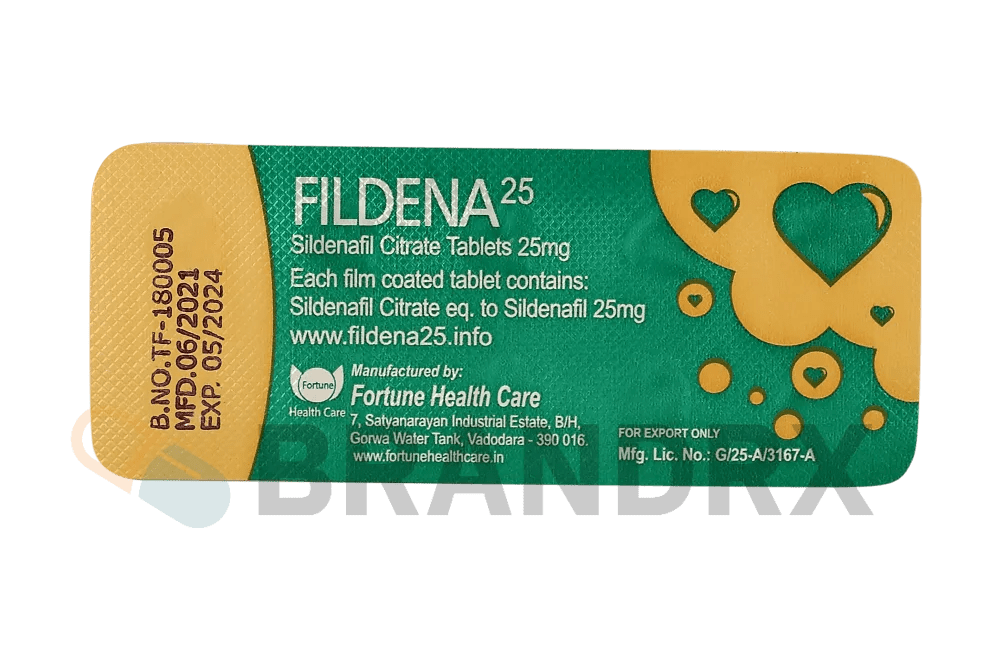 B.NO.TF-180005
MFD.06/2021
EXP. 05/2024
FILDENA 25
Sildenafil Citrate Tablets 25mg
Each film coated tablet contains:
Sildenafil Citrate eq. to Sildenafil 25mg
www.fildena25.info
Fortune
Health Care
Manufactured by:
Fortune Health Care
7, Satyanarayan Industrial Estate, B/H,
Gorwa Water Tank, Vadodara - 390 016.
www.fortunehealthcare.in
FOR EXPORT ONLY
Mfg. Lic. No.: G/25-A/3167-A
BRANDRX